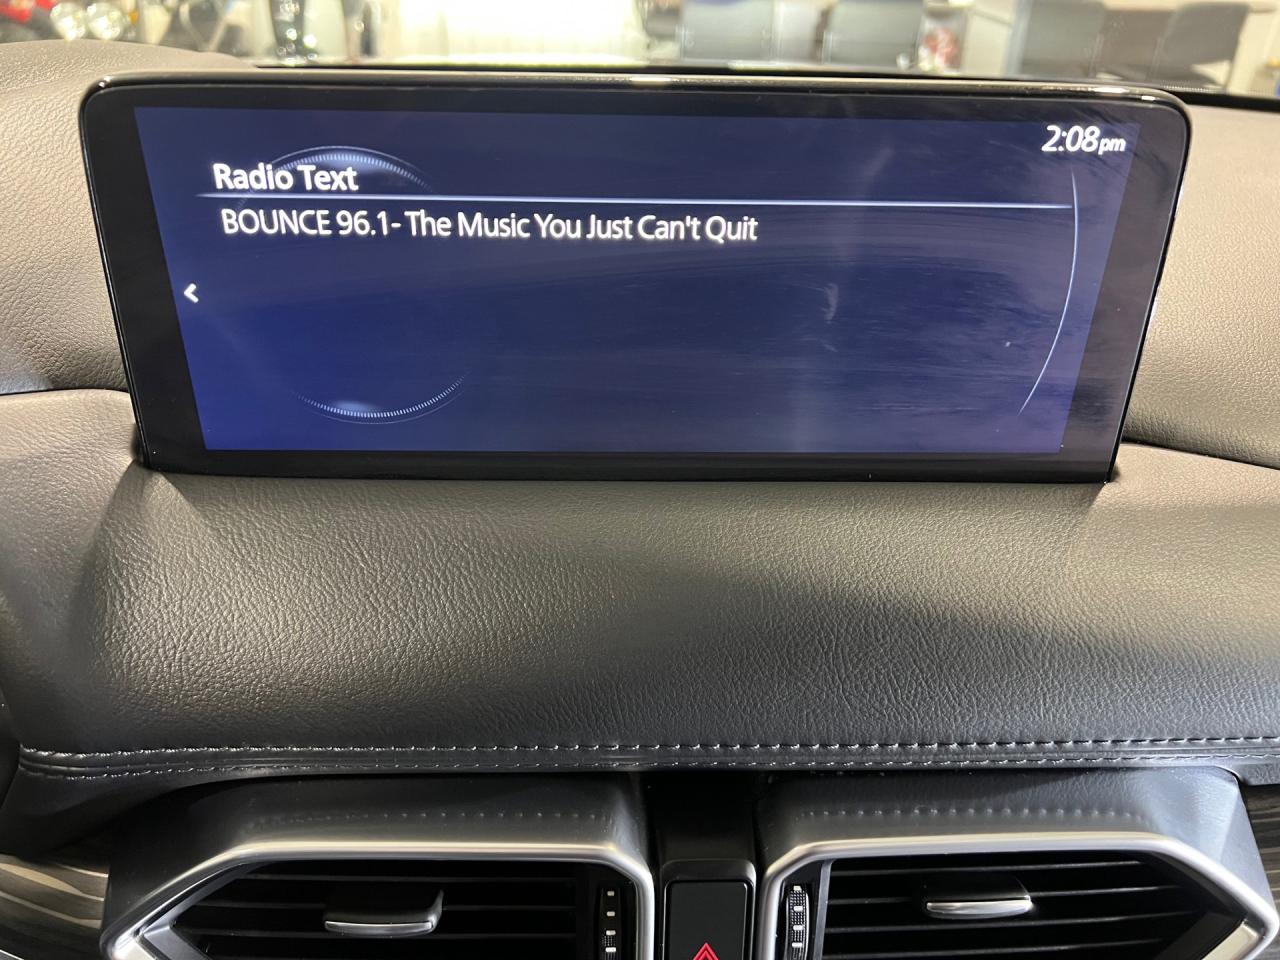 2:08pm
Radio Text
BOUNCE 96.1- The Music You Just Can't Quit